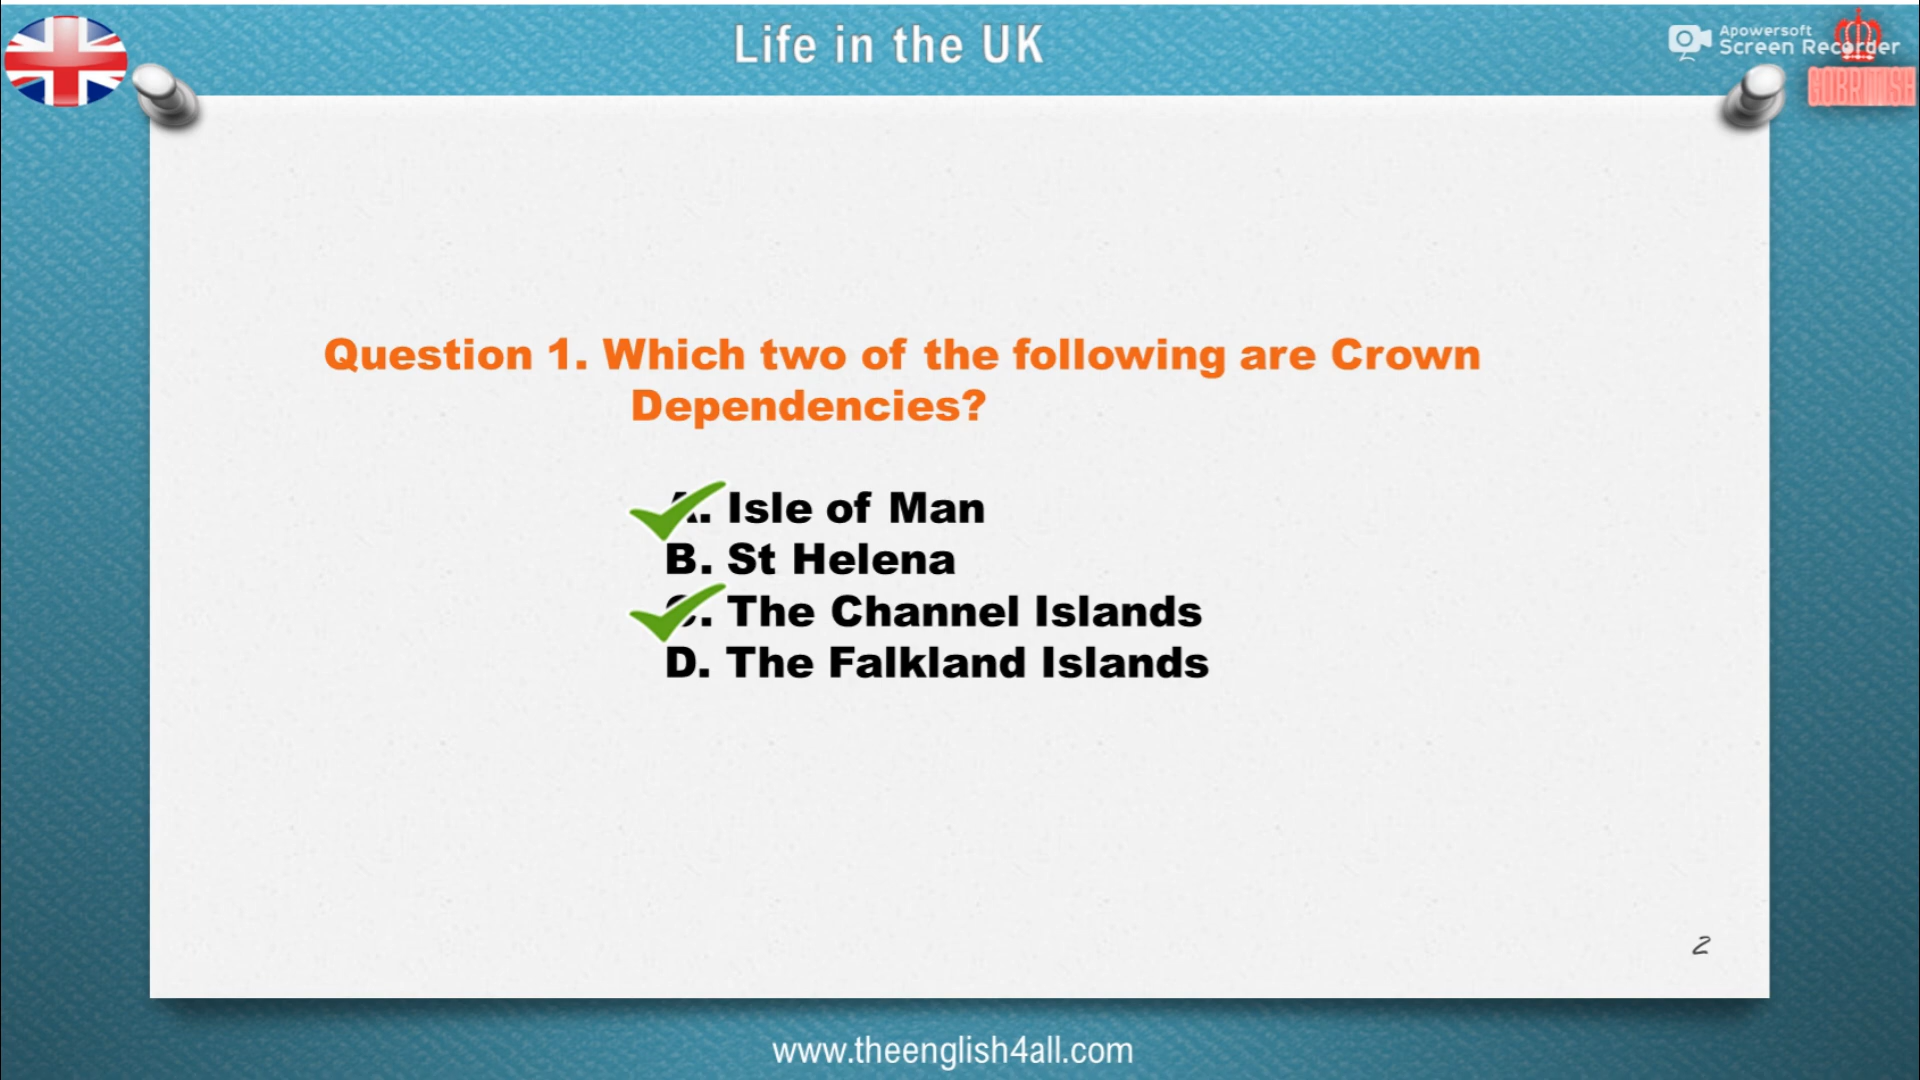 Life in the UK
Apowersoft
Screen Recorder
GOBRITISH
Question 1. Which two of the following are Crown
Dependencies?
A. Isle of Man
B. St Helena
C. The Channel Islands
D. The Falkland Islands
2
www.theenglish4all.com